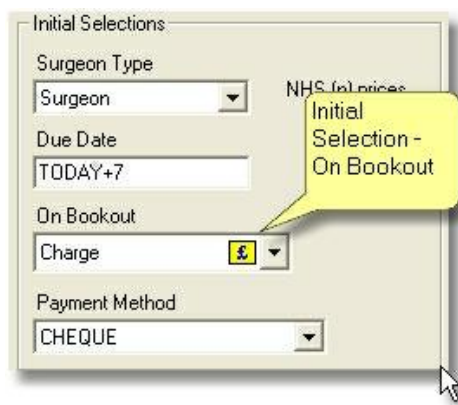 Initial Selections
Surgeon Type
Surgeon
NHS (n) prices
Due Date
TODAY+7
On Bookout
Charge £
Payment Method
CHEQUE
Initial
Selection -
On Bookout